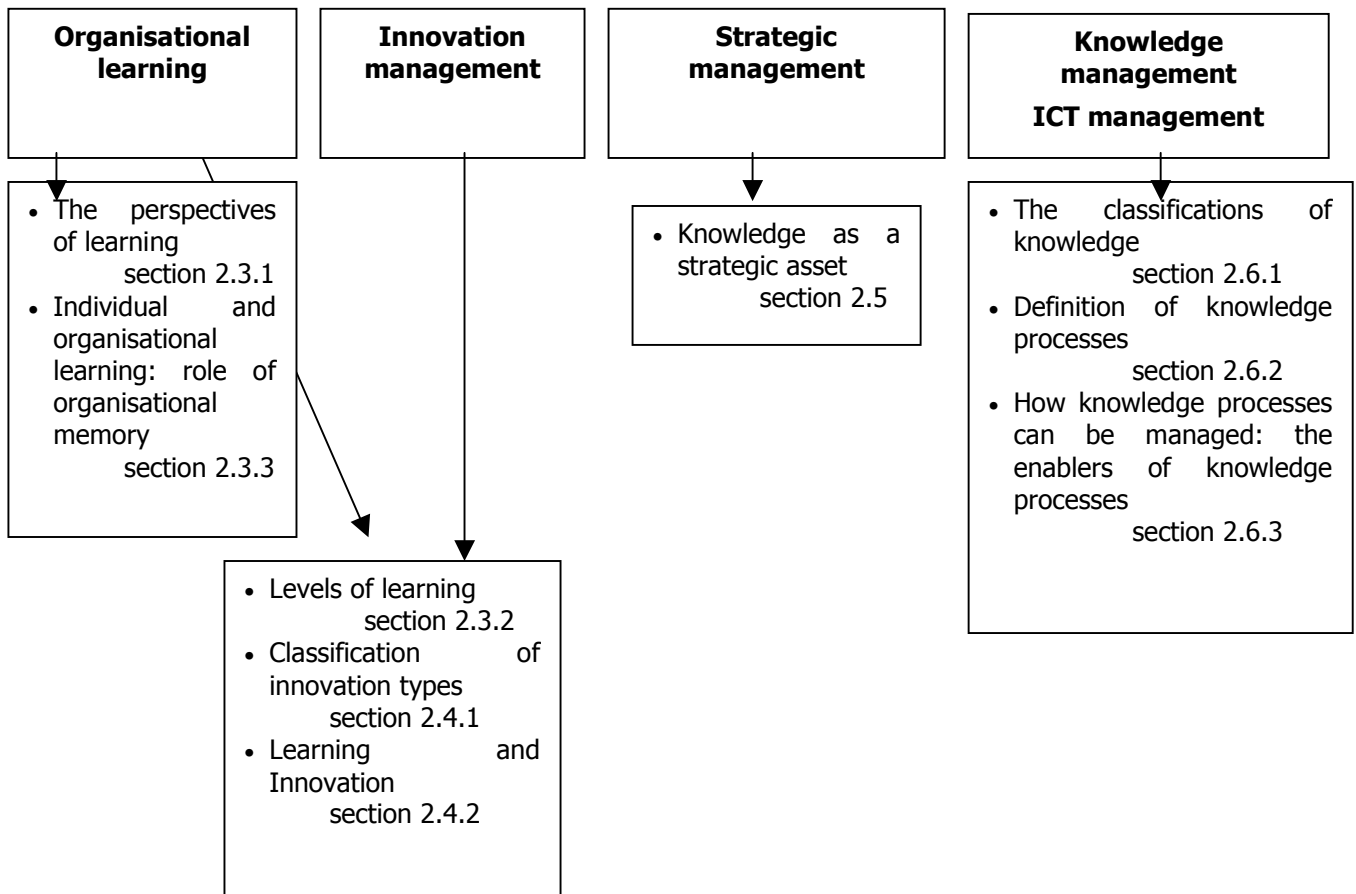 Organisational
learning
Innovation
management
Strategic
management
Knowledge
management
ICT management
• The perspectives
of learning
section 2.3.1
• Individual and
organisational
learning: role of
organisational
memory
section 2.3.3
• Knowledge as a
strategic asset
section 2.5
• The classifications of
knowledge
section 2.6.1
• Definition of knowledge
processes
section 2.6.2
• How knowledge processes
can be managed: the
enablers of knowledge
processes
section 2.6.3
• Levels of learning
section 2.3.2
• Classification of
innovation types
section 2.4.1
• Learning and
Innovation
section 2.4.2